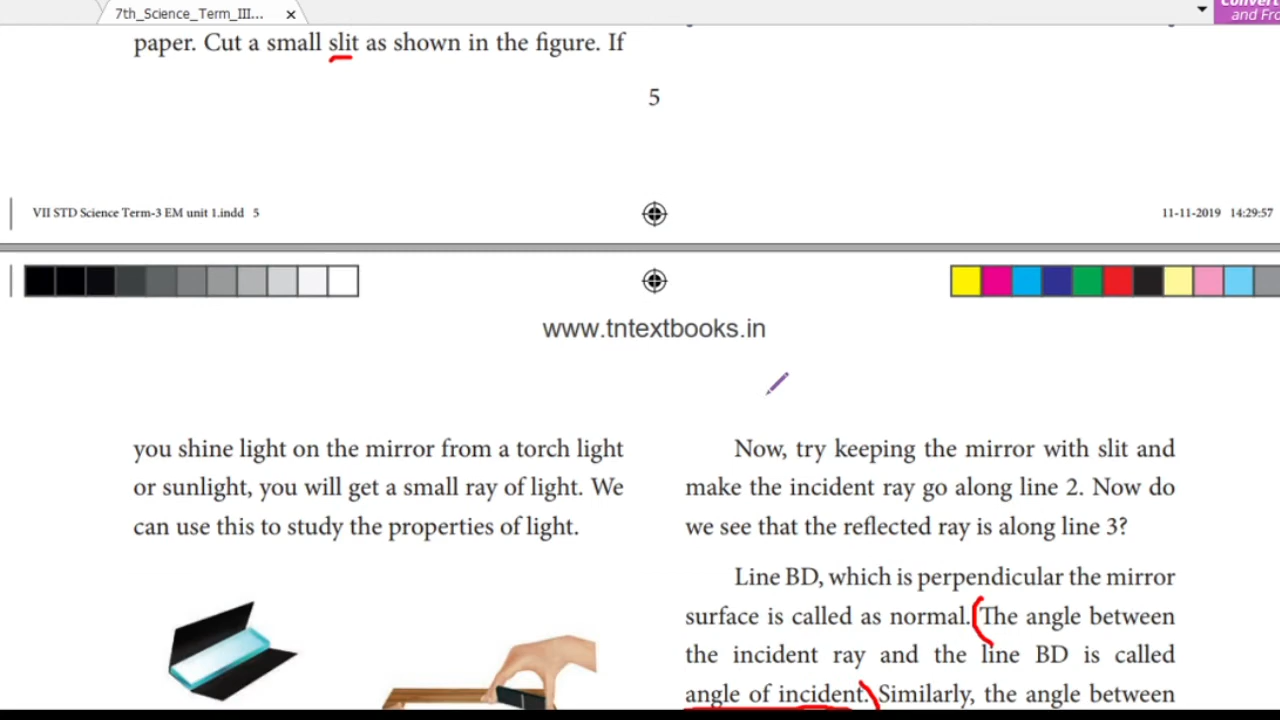 7th_Science_Term_III...
and Fro
paper. Cut a small slit as shown in the figure. If
5
VII STD Science Term-3 EM unit 1.indd 5
11-11-2019 14:29:57
www.tntextbooks.in
you shine light on the mirror from a torch light
or sunlight, you will get a small ray of light. We
can use this to study the properties of light.
Now, try keeping the mirror with slit and
make the incident ray go along line 2. Now do
we see that the reflected ray is along line 3?
Line BD, which is perpendicular the mirror
surface is called as normal. The angle between
the incident ray and the line BD is called
angle of incident. Similarly, the angle between